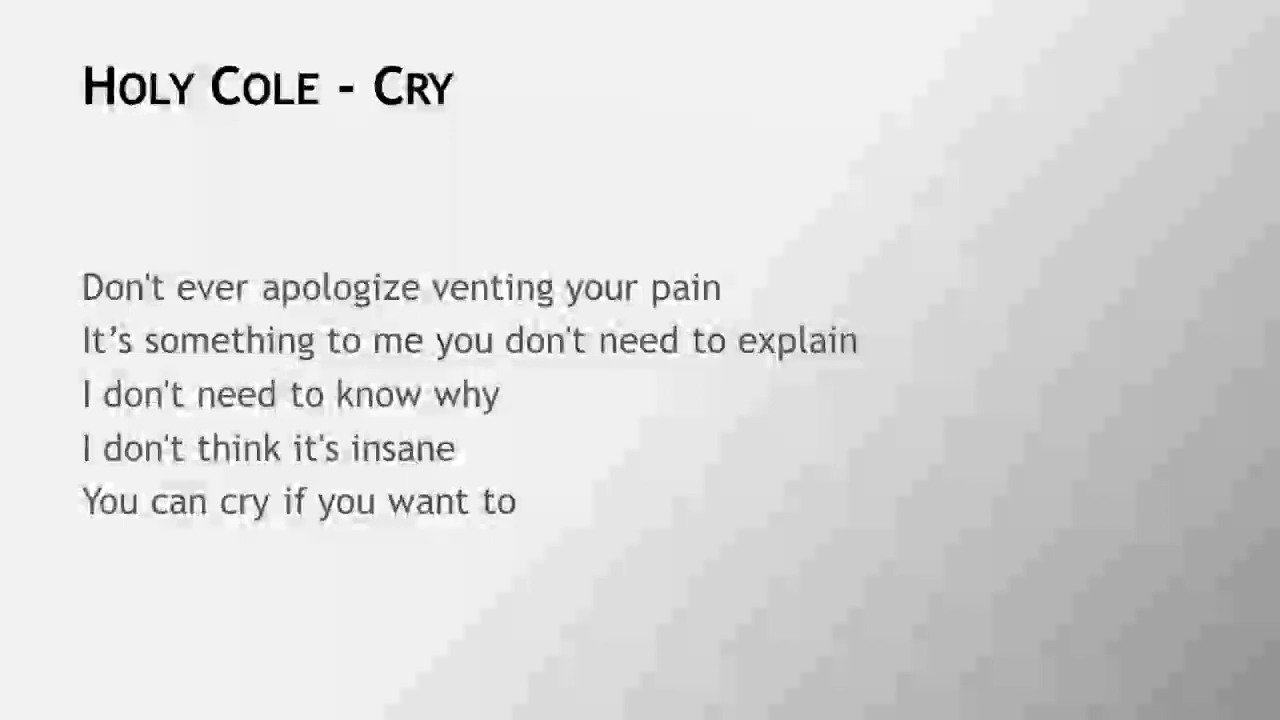 Holy Cole - Cry
Don't ever apologize venting your pain
It’s something to me you don't need to explain
I don't need to know why
I don't think it's insane
You can cry if you want to